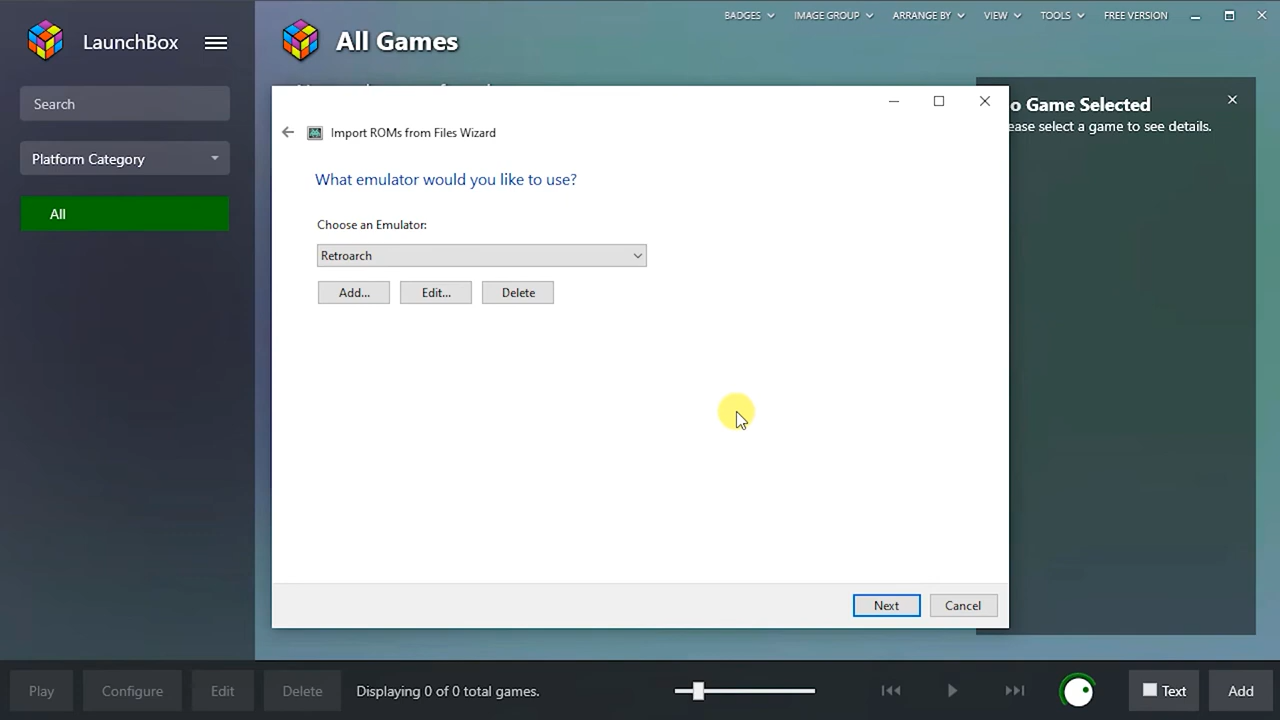 BADGES IMAGE GROUP ARRANGE BY VIEW TOOLS FREE VERSION
LaunchBox
All Games
Search
Platform Category
All
Import ROMs from Files Wizard
What emulator would you like to use?
Choose an Emulator:
Retroarch
Add... Edit... Delete
Next Cancel
o Game Selected
ease select a game to see details.
Play Configure Edit Delete Displaying 0 of 0 total games. Text Add